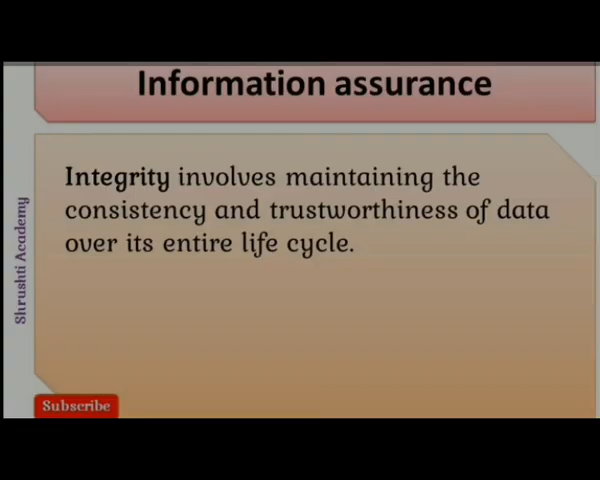 Information assurance
Integrity involves maintaining the
consistency and trustworthiness of data
over its entire life cycle.
Shrushti Academy
Subscribe